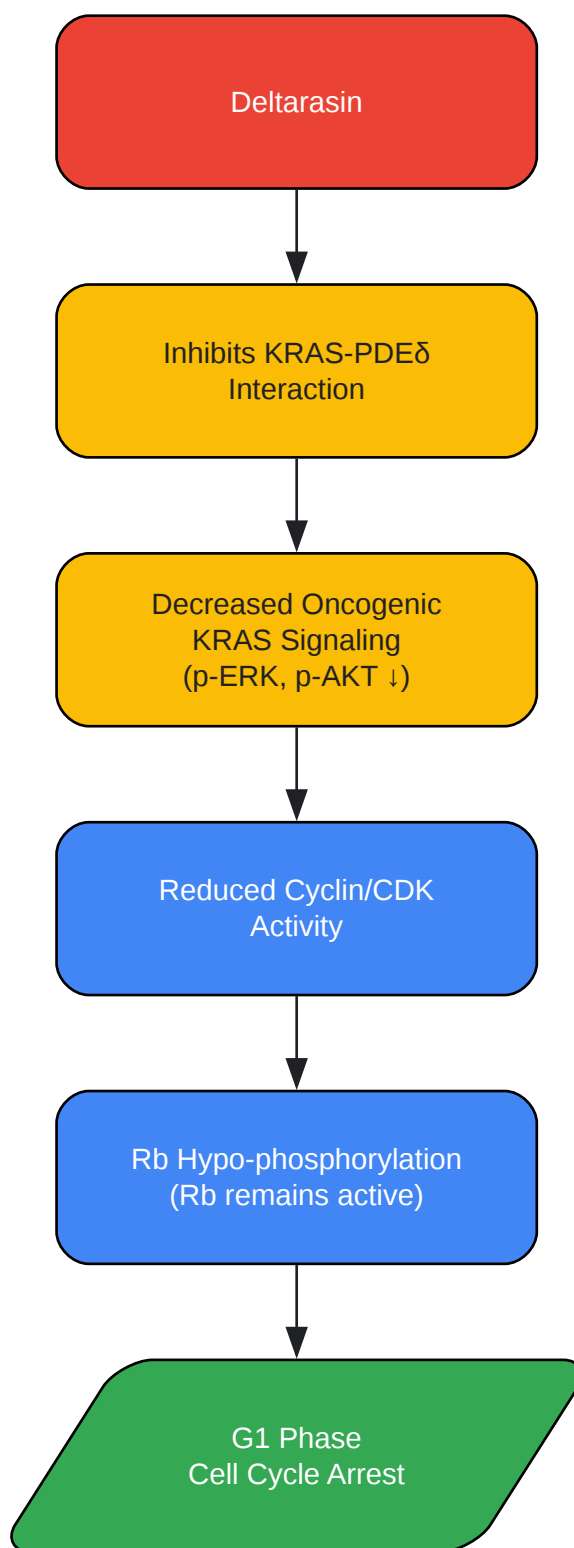 Deltarasin
Inhibits KRAS-PDEδ
Interaction
Decreased Oncogenic
KRAS Signaling
(p-ERK, p-AKT ↓)
Reduced Cyclin/CDK
Activity
Rb Hypo-phosphorylation
(Rb remains active)
G1 Phase
Cell Cycle Arrest